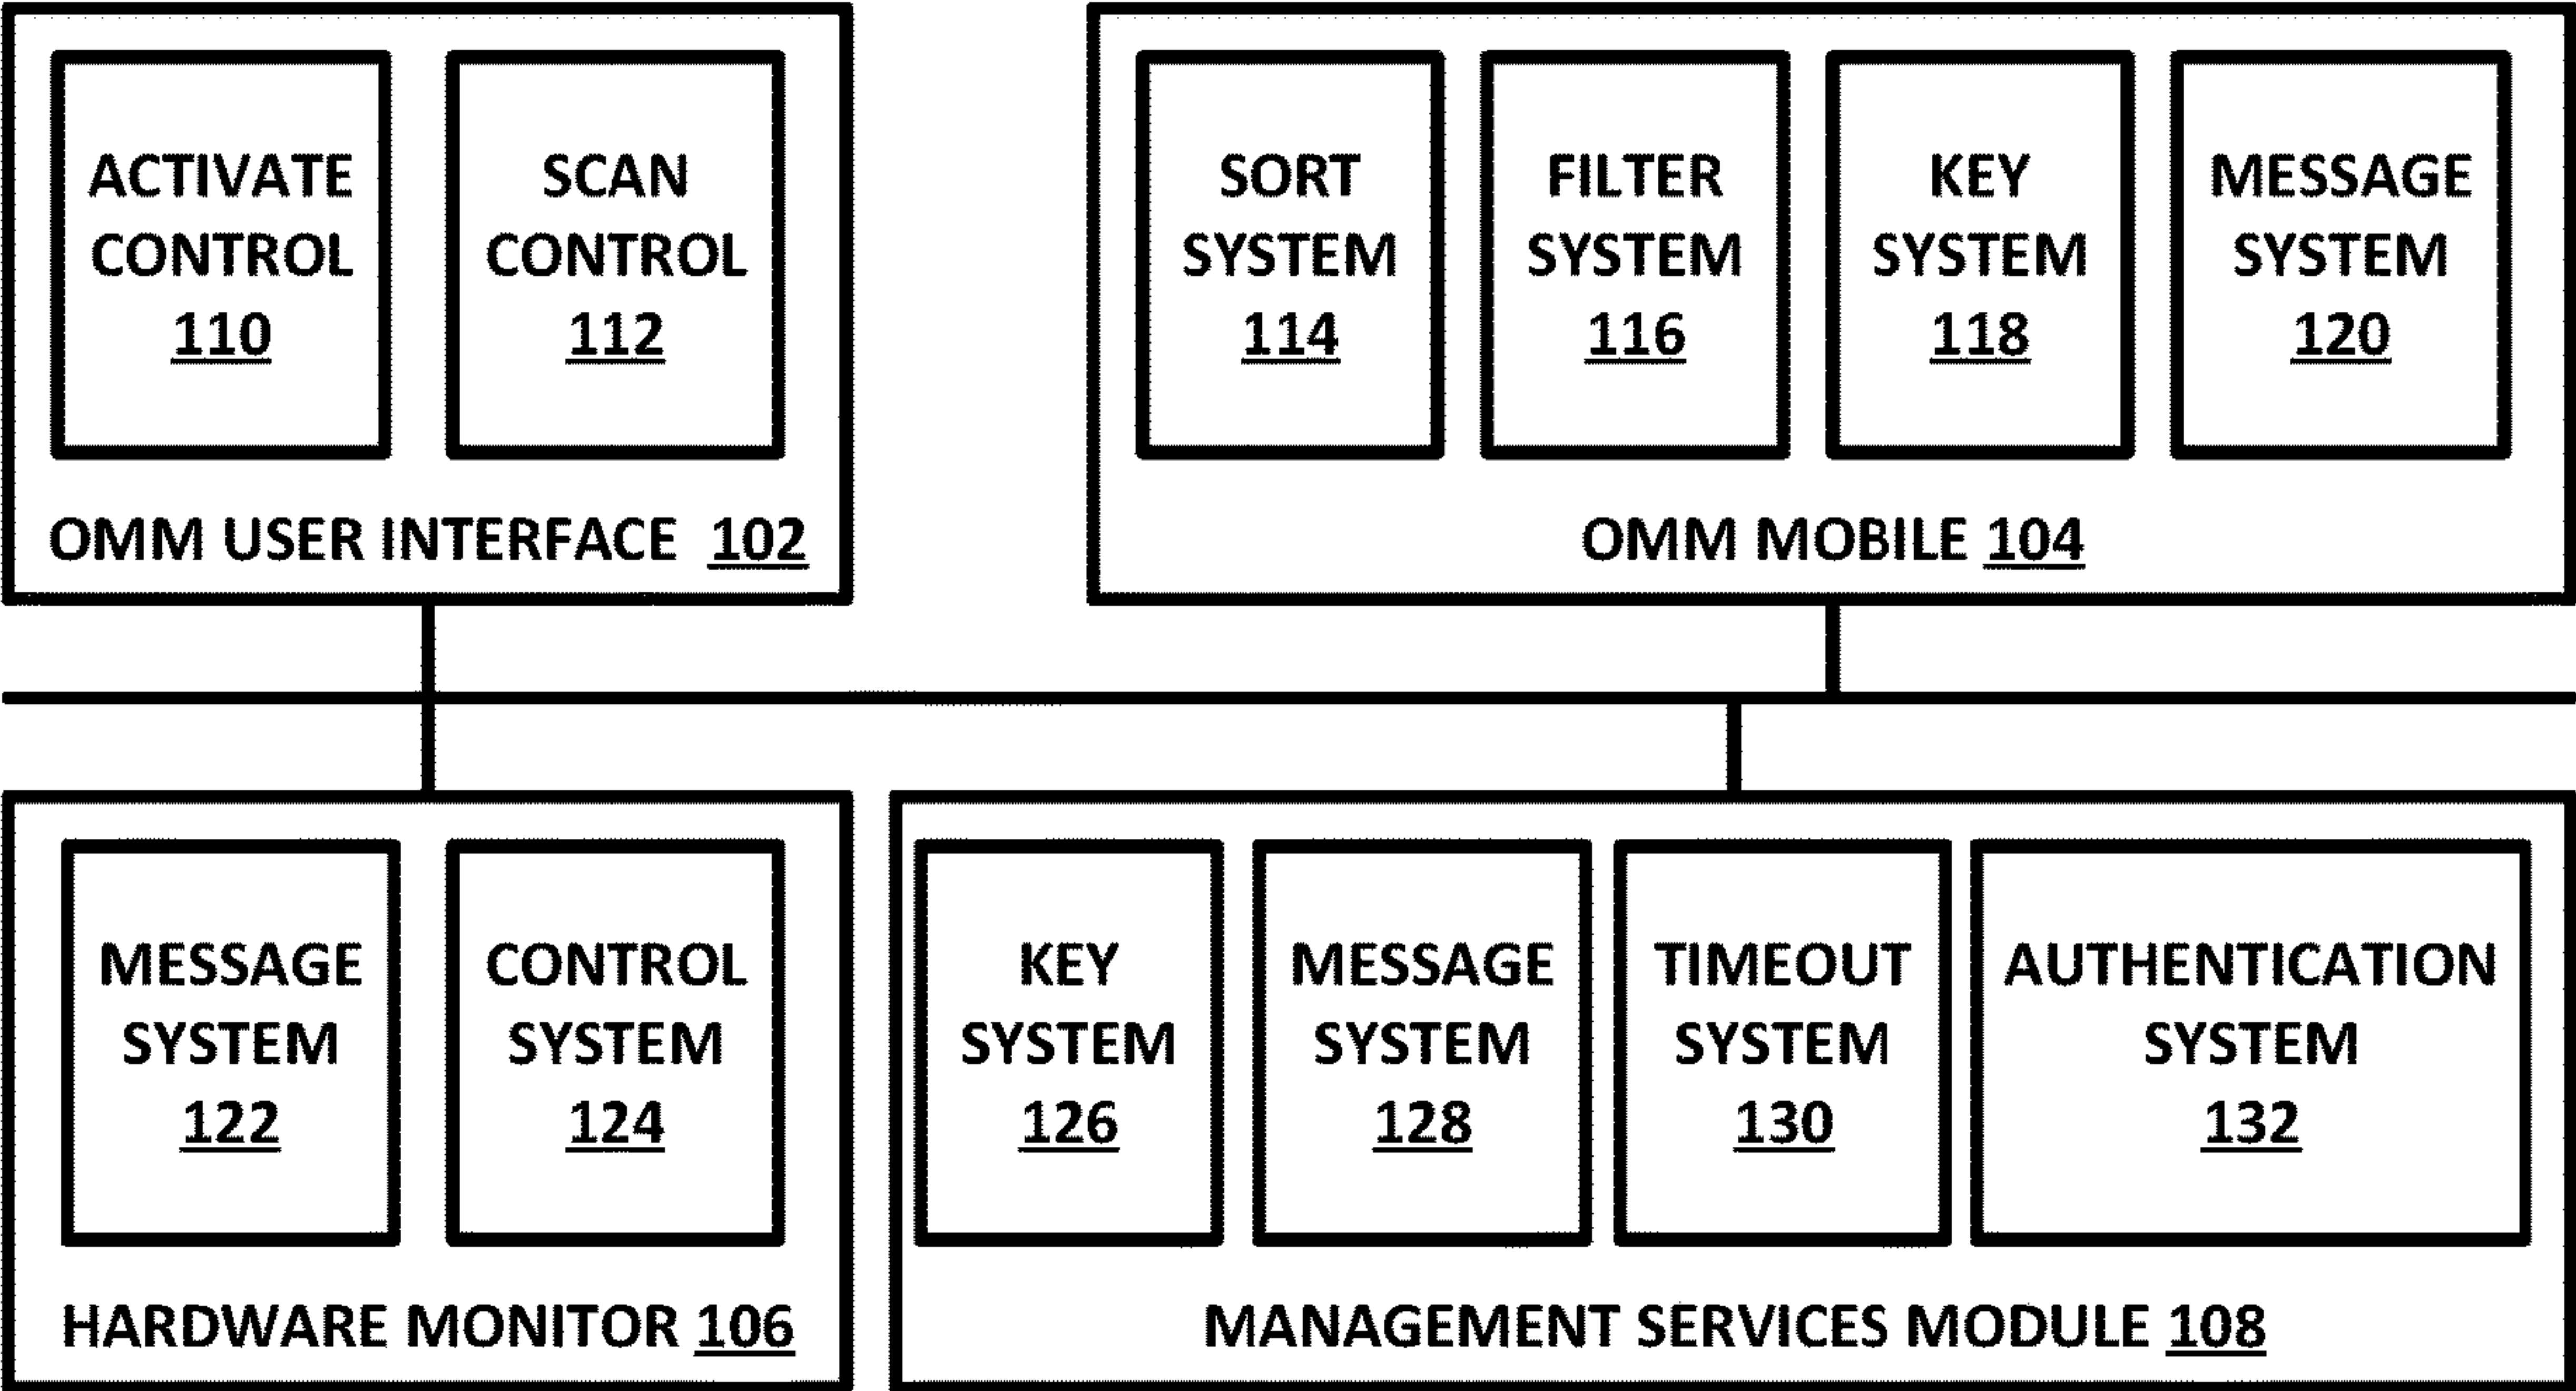 ACTIVATE
CONTROL
110
SCAN
CONTROL
112
OMM USER INTERFACE 102
SORT
SYSTEM
114
FILTER
SYSTEM
116
KEY
SYSTEM
118
MESSAGE
SYSTEM
120
OMM MOBILE 104
MESSAGE
SYSTEM
122
CONTROL
SYSTEM
124
HARDWARE MONITOR 106
KEY
SYSTEM
126
MESSAGE
SYSTEM
128
TIMEOUT
SYSTEM
130
AUTHENTICATION
SYSTEM
132
MANAGEMENT SERVICES MODULE 108